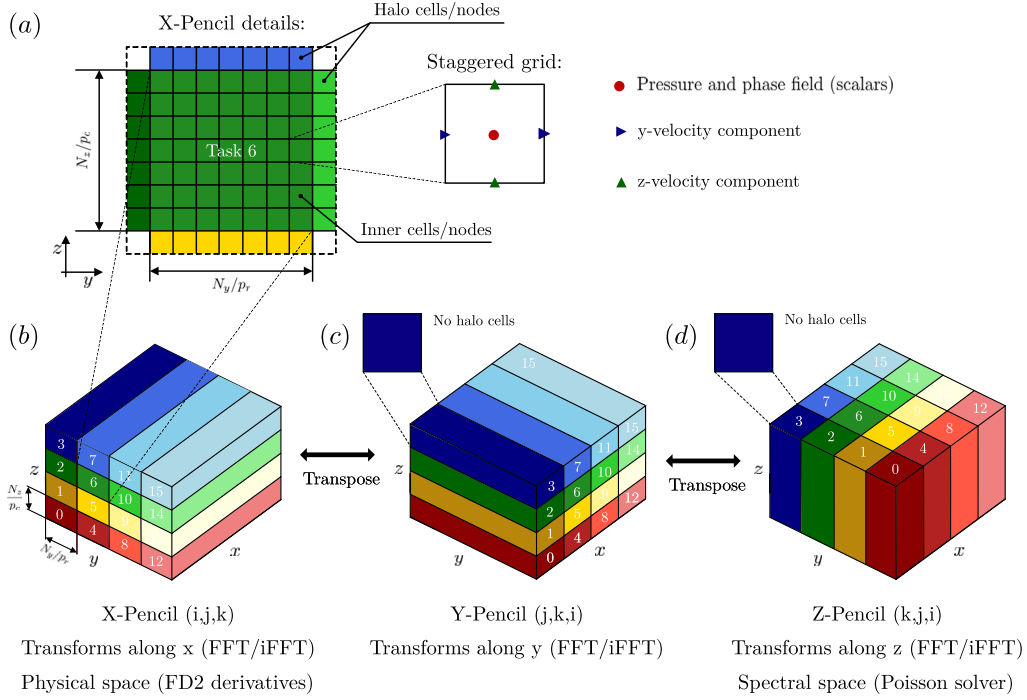 (a)
X-Pencil details:
Halo cells/nodes
Staggered grid:
Pressure and phase field (scalars)
y-velocity component
z-velocity component
N_z/p_c
Task 6
Inner cells/nodes
z
y
N_y/p_r
(b)
3
7
11
15
2
6
10
14
1
5
9
0
4
8
12
z
N_z/p_c
N_y/p_r
y
x
Transpose
(c)
No halo cells
15
15
11
14
7
10
3
6
12
2
5
8
1
4
0
z
y
x
Transpose
(d)
No halo cells
15
11
14
7
10
3
6
9
12
2
5
8
1
4
0
z
y
x
X-Pencil (i,j,k)
Transforms along x (FFT/iFFT)
Physical space (FD2 derivatives)
Y-Pencil (j,k,i)
Transforms along y (FFT/iFFT)
Z-Pencil (k,j,i)
Transforms along z (FFT/iFFT)
Spectral space (Poisson solver)